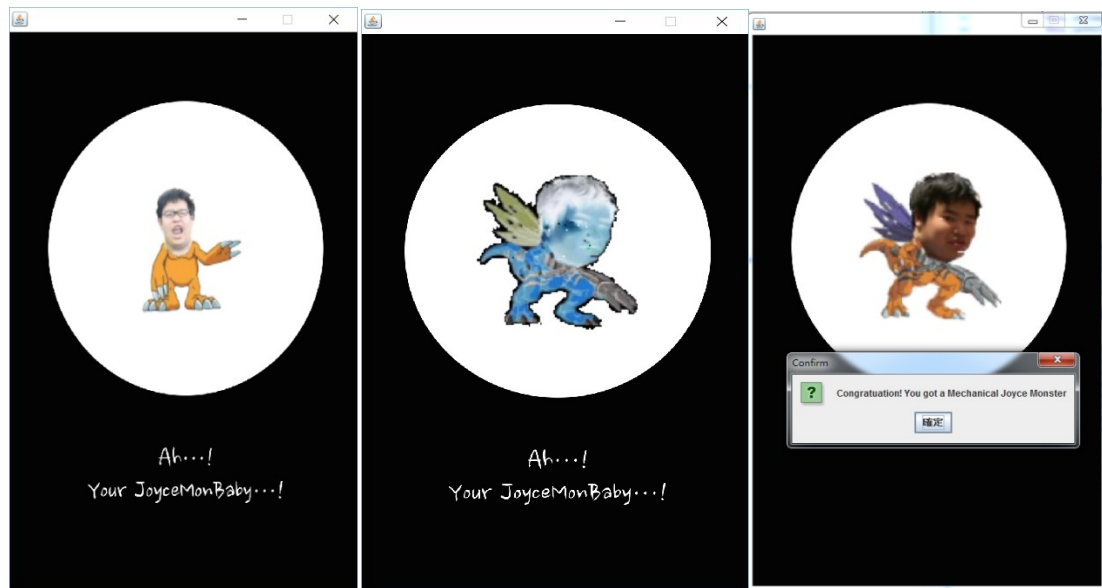 Ah···!
Your JoyceMonBaby···!
Ah···!
Your JoyceMonBaby···!
Confirm
Congratuation! You got a Mechanical Joyce Monster
確定